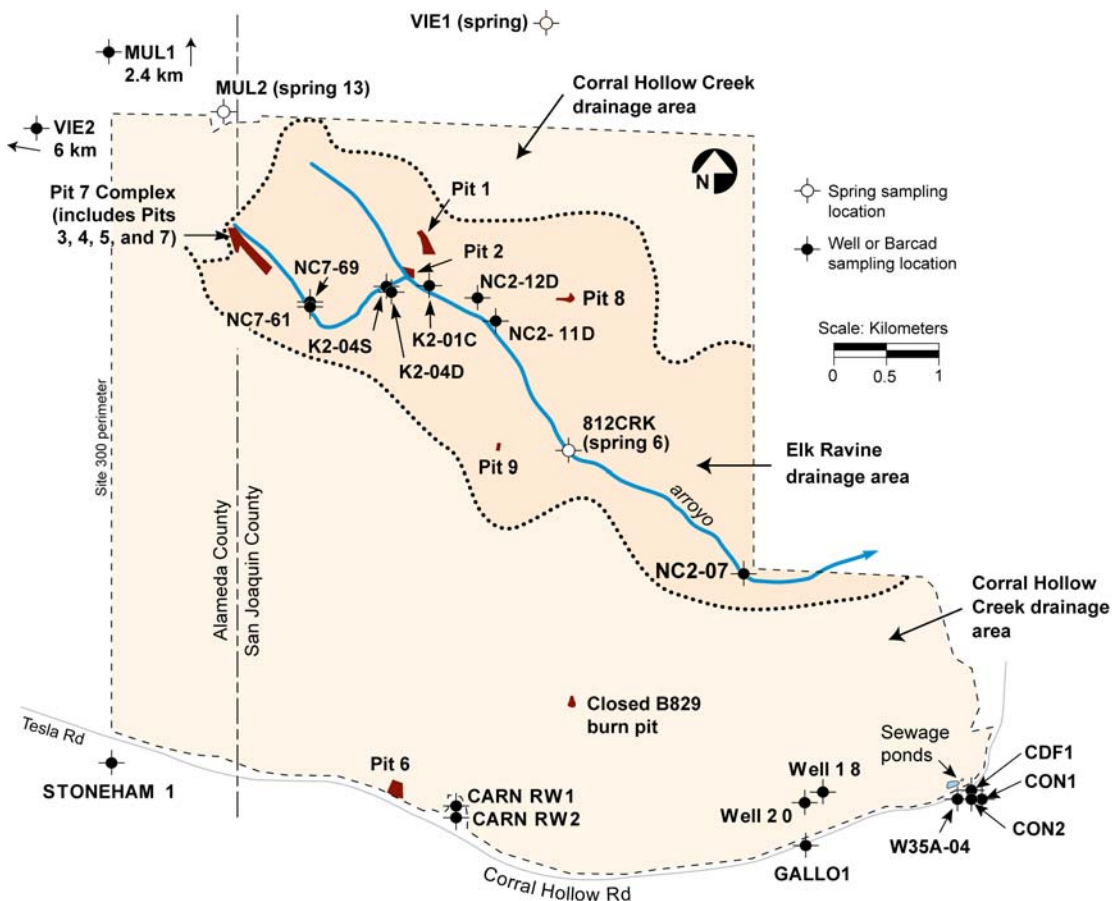 VIE1 (spring)
MUL1
2.4 km
MUL2 (spring 13)
Corral Hollow Creek
drainage area
VIE2
6 km
N
Spring sampling
location
Well or Barcad
sampling location
Pit 7 Complex
(includes Pits
3, 4, 5, and 7)
Pit 1
Pit 2
NC7-69
NC2-12D
Pit 8
NC7-61
K2-04S
K2-01C
NC2- 11D
K2-04D
Scale: Kilometers
0 0.5 1
Site 300 perimeter
812CRK
(spring 6)
Pit 9
Elk Ravine
drainage area
arroyo
Alameda County
San Joaquin County
NC2-07
Corral Hollow
Creek drainage
area
Closed B829
burn pit
Tesla Rd
STONEHAM 1
Pit 6
CARN RW1
CARN RW2
Well 18
Well 20
Sewage
ponds
CDF1
CON1
CON2
W35A-04
GALLO1
Corral Hollow Rd